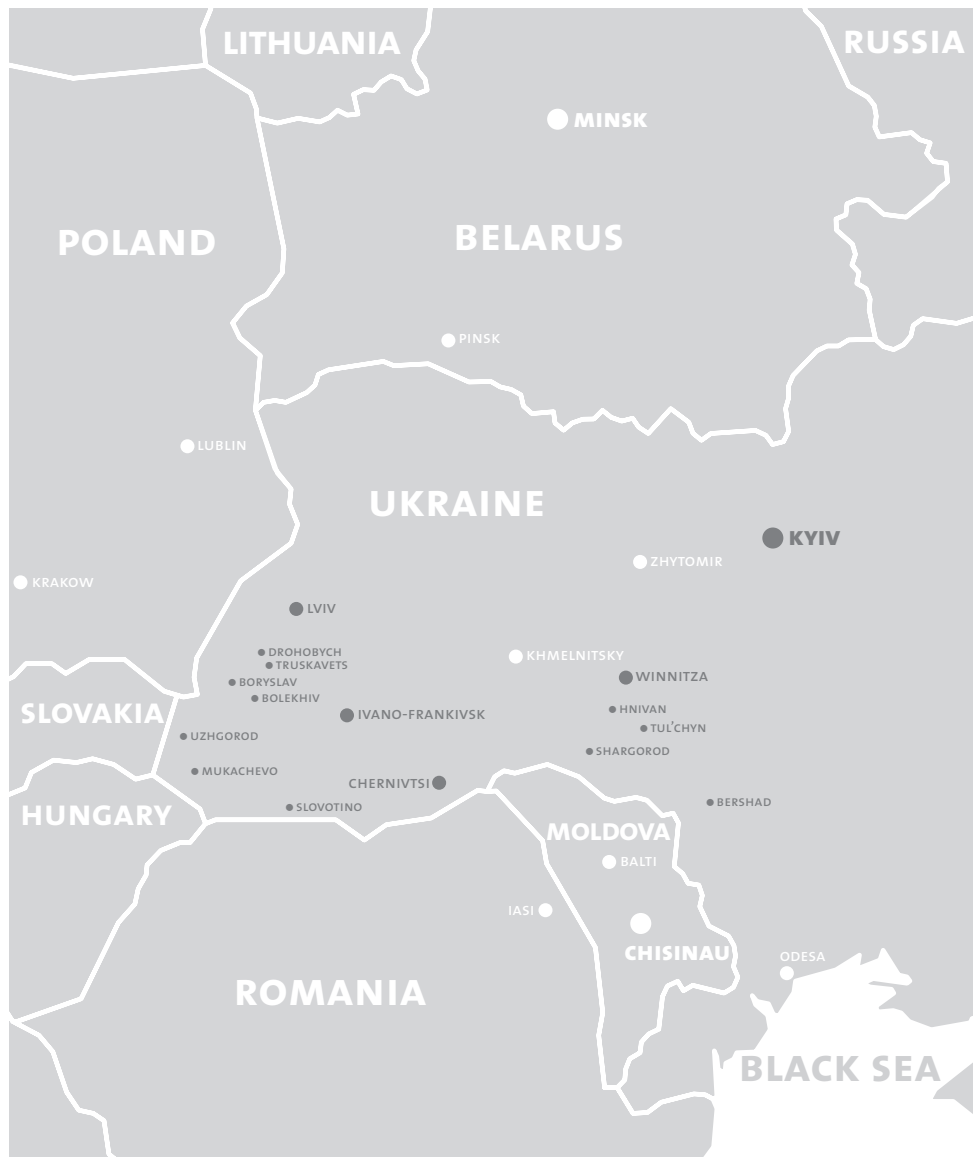 LITHUANIA
RUSSIA
MINSK
POLAND
BELARUS
PINSK
LUBLIN
UKRAINE
KYIV
ZHYTOMIR
KRAKOW
LVIV
DROHOBYCH
TRUSKAVETS
KHMELNITSKY
WINNITZA
BORYSLAV
BOLEKHIV
HNIVAN
SLOVAKIA
IVANO-FRANKIVSK
TUL'CHYN
UZHGOROD
SHARGOROD
MUKACHEVO
CHERNIVTSI
SLOVOTINO
BERSHAD
HUNGARY
MOLDOVA
BALTI
IASI
CHISINAU
ODESA
ROMANIA
BLACK SEA